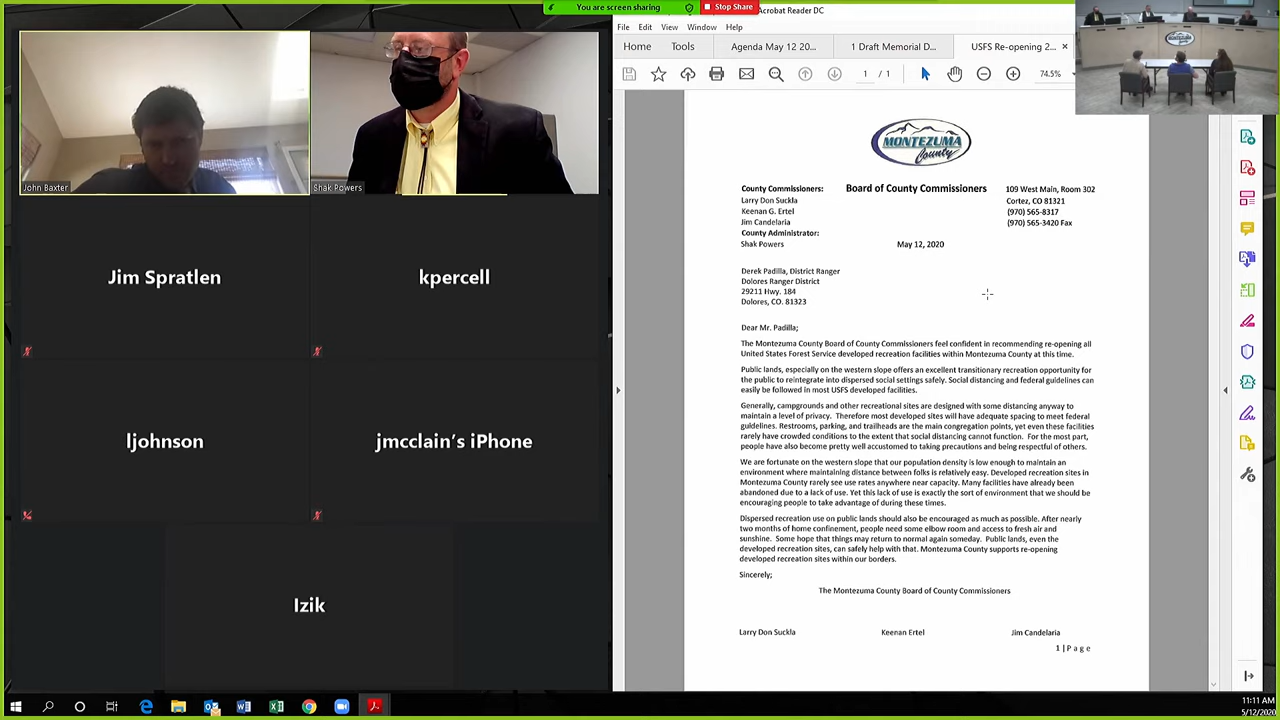 You are screen sharing
Stop Share
Acrobat Reader DC
File Edit View Window Help
Home Tools Agenda May 12 20... 1 Draft Memorial D... USFS Re-opening 2... ×
1 / 1 74.5%
MONTEZUMA County
John Baxter
Shak Powers
Jim Spratlen
kpercell
ljohnson
jmcclain's iPhone
Izik
MONTEZUMA
County
County Commissioners:
Larry Don Suckla
Keenan G. Ertel
Jim Candelaria
County Administrator:
Shak Powers
Board of County Commissioners
109 West Main, Room 302
Cortez, CO 81321
(970) 565-8317
(970) 565-3420 Fax
May 12, 2020
Derek Padilla, District Ranger
Dolores Ranger District
29211 Hwy. 184
Dolores, CO. 81323
Dear Mr. Padilla;
The Montezuma County Board of County Commissioners feel confident in recommending re-opening all
United States Forest Service developed recreation facilities within Montezuma County at this time.
Public lands, especially on the western slope offers an excellent transitionary recreation opportunity for
the public to reintegrate into dispersed social settings safely. Social distancing and federal guidelines can
easily be followed in most USFS developed facilities.
Generally, campgrounds and other recreational sites are designed with some distancing anyway to
maintain a level of privacy. Therefore most developed sites will have adequate spacing to meet federal
guidelines. Restrooms, parking, and trailheads are the main congregation points, yet even these facilities
rarely have crowded conditions to the extent that social distancing cannot function. For the most part,
people have also become pretty well accustomed to taking precautions and being respectful of others.
We are fortunate on the western slope that our population density is low enough to maintain an
environment where maintaining distance between folks is relatively easy. Developed recreation sites in
Montezuma County rarely see use rates anywhere near capacity. Many facilities have already been
abandoned due to a lack of use. Yet this lack of use is exactly the sort of environment that we should be
encouraging people to take advantage of during these times.
Dispersed recreation use on public lands should also be encouraged as much as possible. After nearly
two months of home confinement, people need some elbow room and access to fresh air and
sunshine. Some hope that things may return to normal again someday. Public lands, even the
developed recreation sites, can safely help with that. Montezuma County supports re-opening
developed recreation sites within our borders.
Sincerely;
The Montezuma County Board of County Commissioners
Larry Don Suckla Keenan Ertel Jim Candelaria
1 | P a g e
11:11 AM
5/12/2020